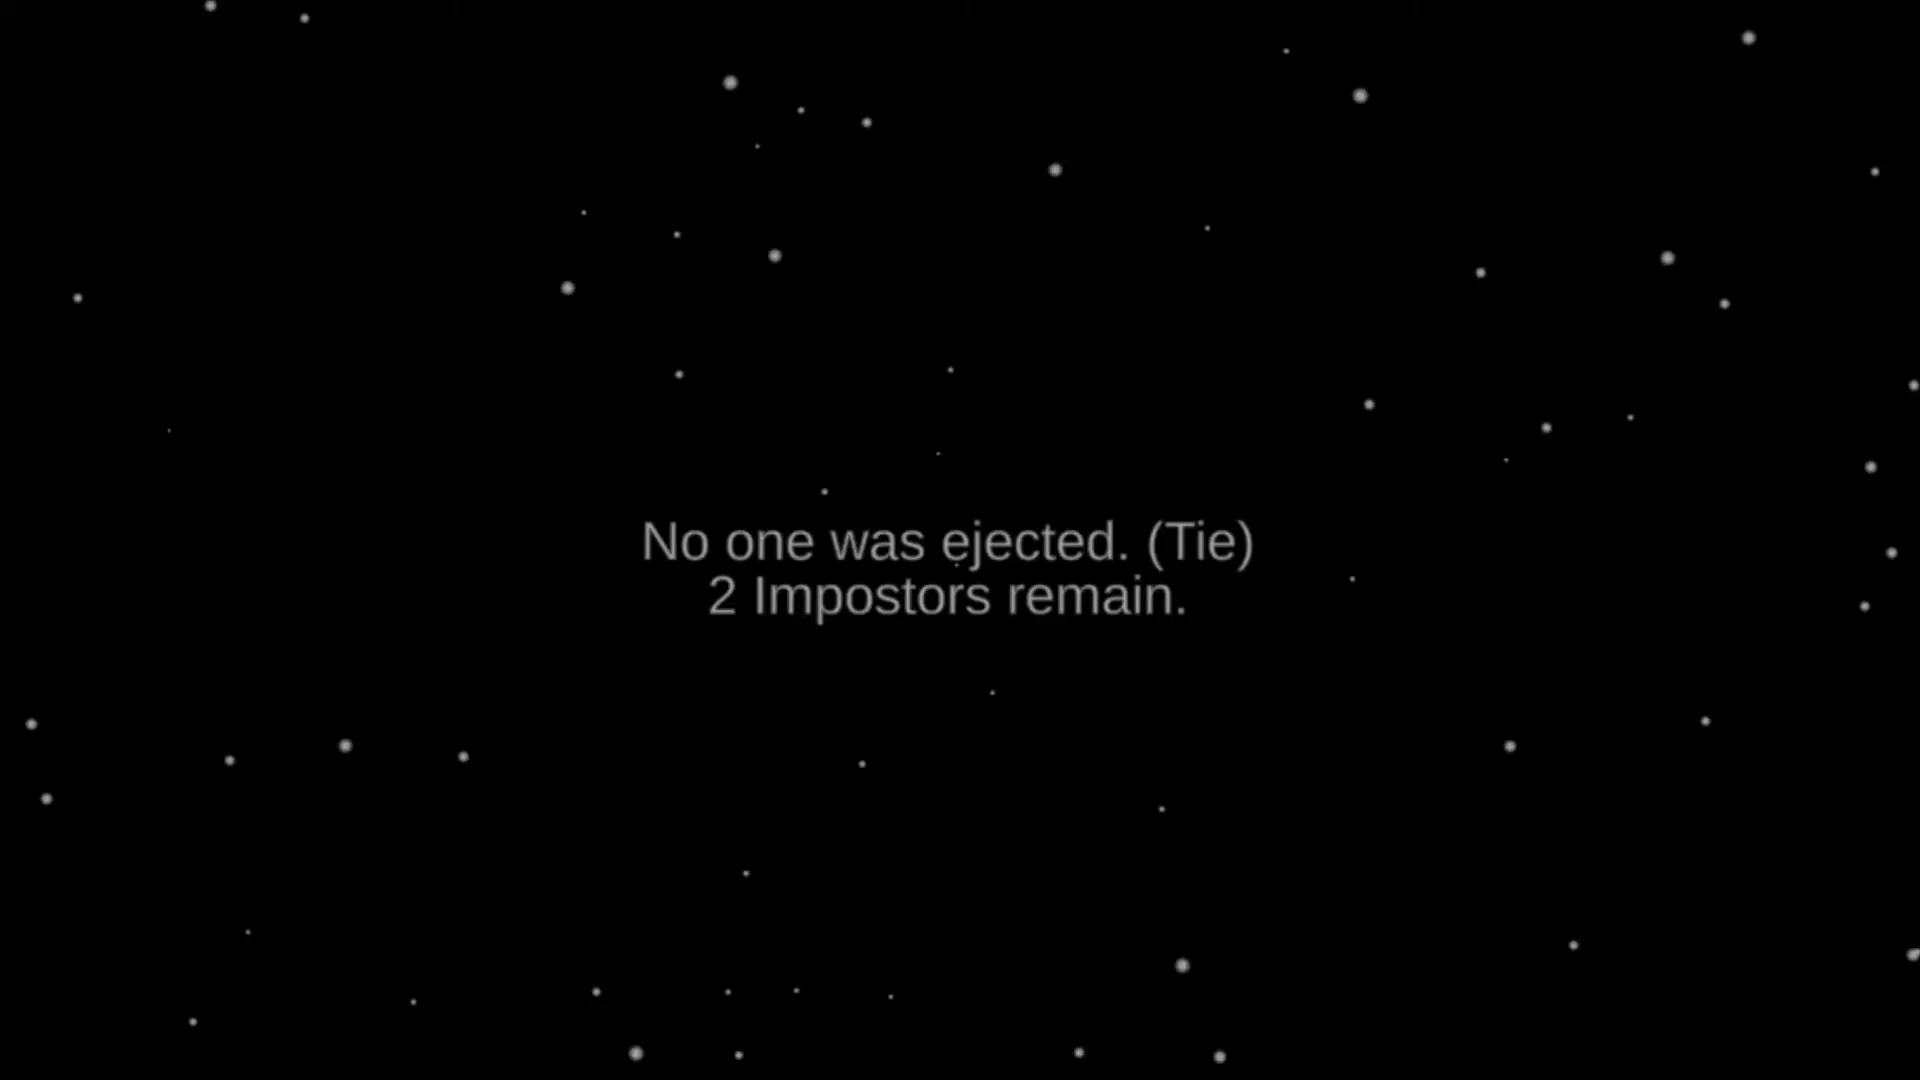 No one was ejected. (Tie)
2 Impostors remain.